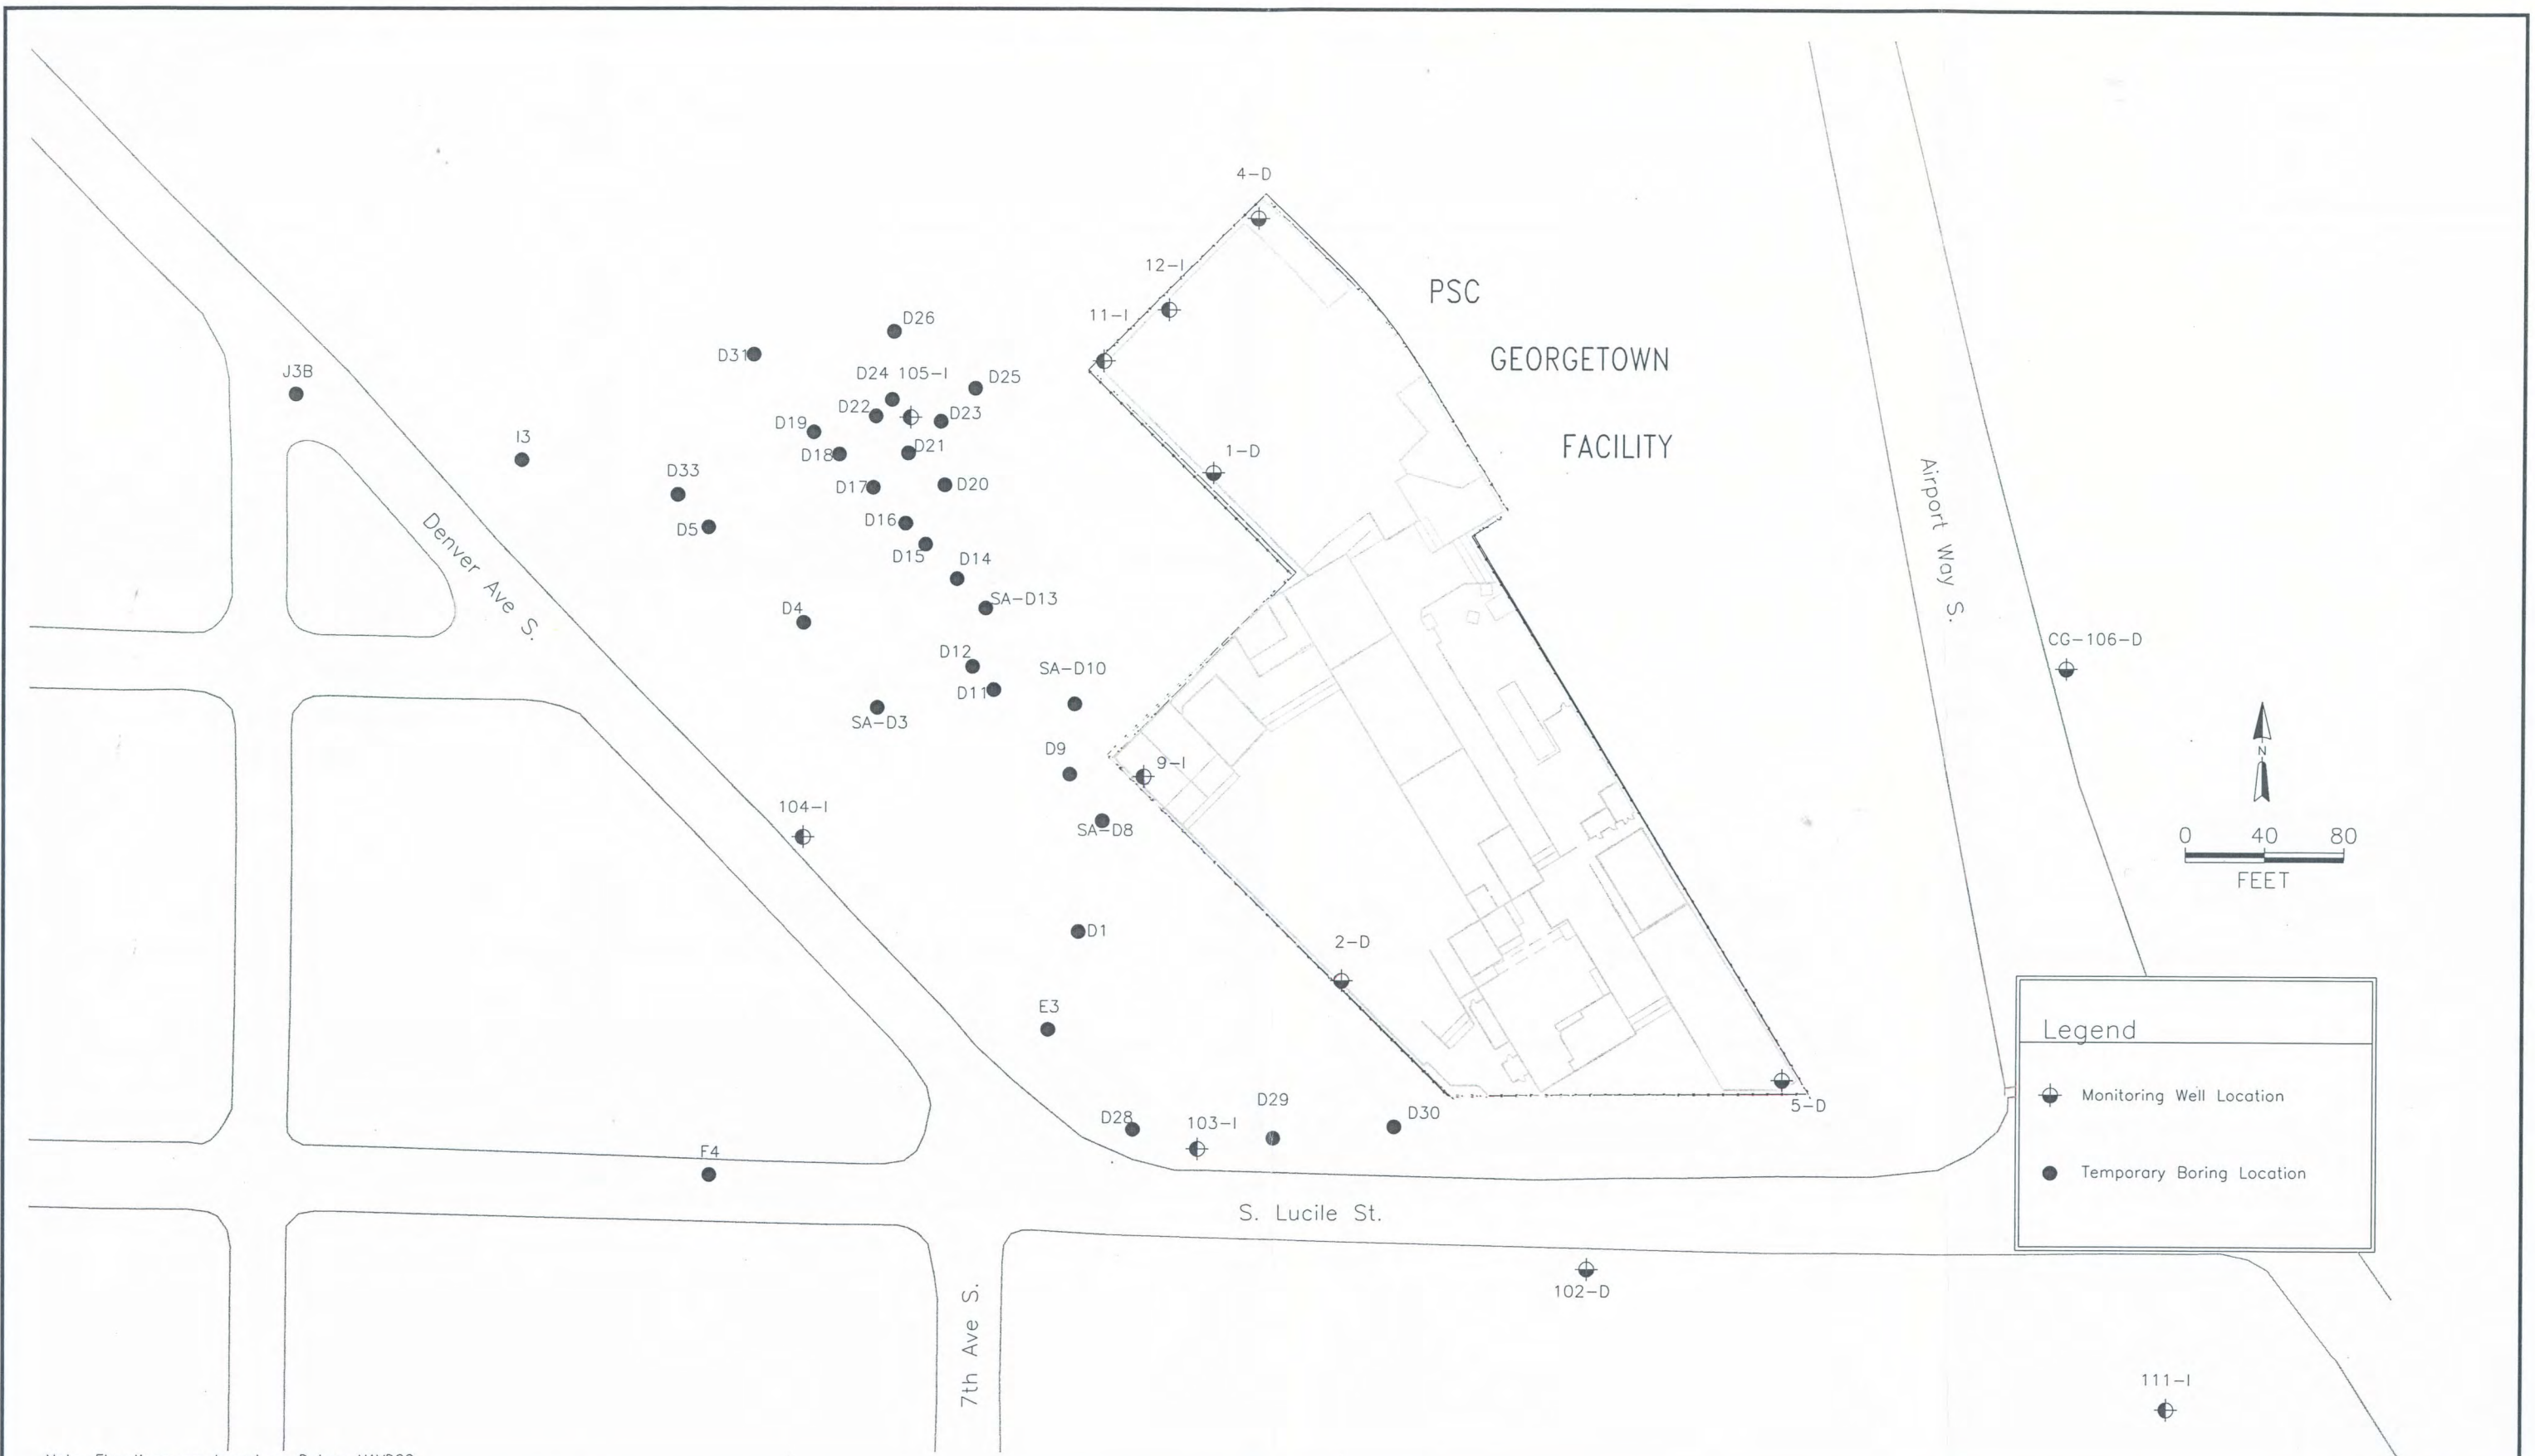 4-D
12-I
PSC
11-I
D26
D31
GEORGETOWN
J3B
D24 105-I
D25
D22
D23
D19
I3
D21
1-D
FACILITY
D18
D33
D17
D20
D16
D5
D15
D14
Denver Ave S.
Airport Way S.
SA-D13
D4
CG-106-D
D12
SA-D10
D11
SA-D3
D9
N
9-I
104-I
SA-D8
0 40 80
FEET
D1
2-D
E3
Legend
Monitoring Well Location
D29
5-D
D28
103-I
D30
F4
Temporary Boring Location
S. Lucile St.
102-D
7th Ave S.
111-I